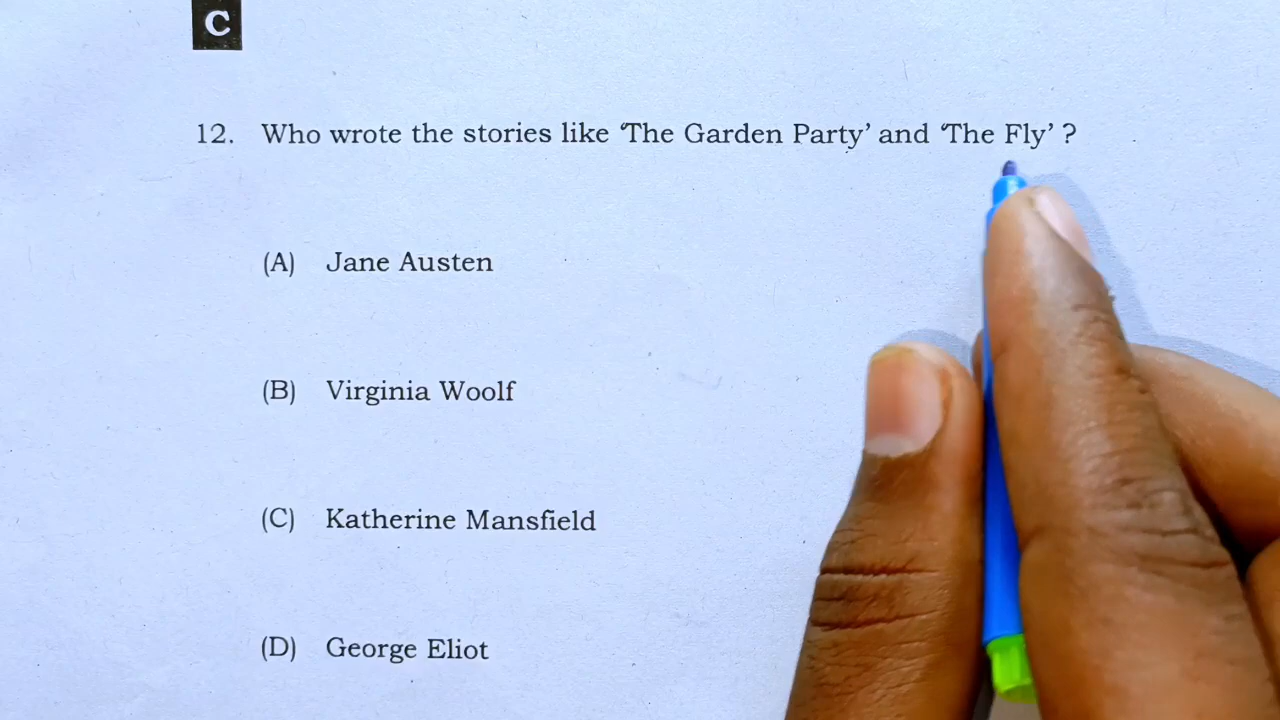 C
12. Who wrote the stories like ‘The Garden Party’ and ‘The Fly’ ?
(A) Jane Austen
(B) Virginia Woolf
(C) Katherine Mansfield
(D) George Eliot